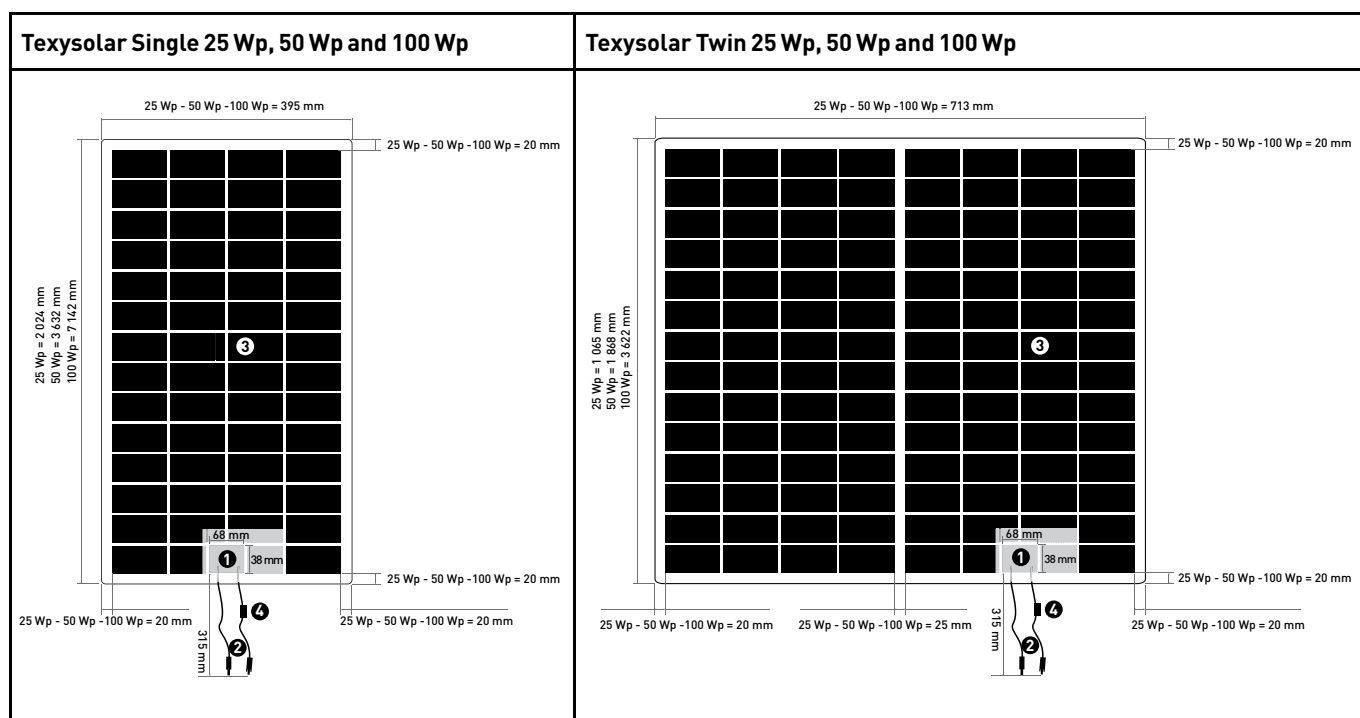 Texysolar Single 25 Wp, 50 Wp and 100 Wp
25 Wp - 50 Wp -100 Wp = 395 mm
25 Wp - 50 Wp -100 Wp = 20 mm
25 Wp = 2 024 mm
50 Wp = 3 632 mm
100 Wp = 7 142 mm
3
68 mm
1
38 mm
25 Wp - 50 Wp -100 Wp = 20 mm
4
25 Wp - 50 Wp -100 Wp = 20 mm
25 Wp - 50 Wp -100 Wp = 20 mm
315 mm
2
Texysolar Twin 25 Wp, 50 Wp and 100 Wp
25 Wp - 50 Wp -100 Wp = 713 mm
25 Wp - 50 Wp -100 Wp = 20 mm
25 Wp = 1 065 mm
50 Wp = 1 868 mm
100 Wp = 3 622 mm
3
68 mm
1
38 mm
25 Wp - 50 Wp -100 Wp = 20 mm
4
25 Wp - 50 Wp -100 Wp = 20 mm
25 Wp - 50 Wp -100 Wp = 25 mm
25 Wp - 50 Wp -100 Wp = 20 mm
315 mm
2